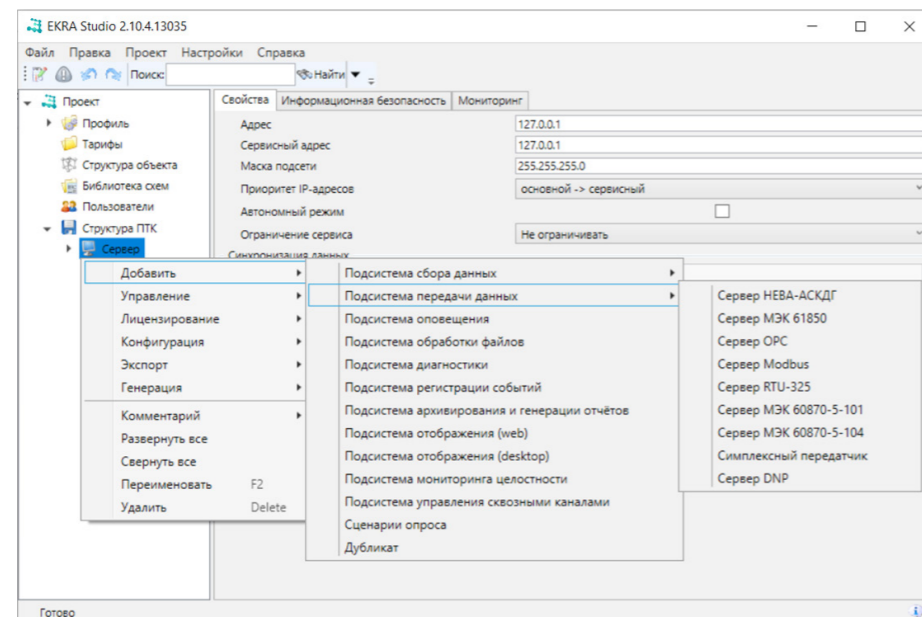 EKRA Studio 2.10.4.13035
Файл Правка Проект Настройки Справка
Поиск: Найти
Проект
Профиль
Тарифы
Структура объекта
Библиотека схем
Пользователи
Структура ПТК
Сервер
Свойства Информационная безопасность Мониторинг
Адрес 127.0.0.1
Сервисный адрес 127.0.0.1
Маска подсети 255.255.255.0
Приоритет IP-адресов основной -> сервисный
Автономный режим
Ограничение сервиса Не ограничивать
Синхронизация данных
Добавить
Управление
Лицензирование
Конфигурация
Экспорт
Генерация
Комментарий
Развернуть все
Свернуть все
Переименовать F2
Удалить Delete
Подсистема сбора данных
Подсистема передачи данных
Подсистема оповещения
Подсистема обработки файлов
Подсистема диагностики
Подсистема регистрации событий
Подсистема архивирования и генерации отчётов
Подсистема отображения (web)
Подсистема отображения (desktop)
Подсистема мониторинга целостности
Подсистема управления сквозными каналами
Сценарии опроса
Дубликат
Сервер НЕВА-АСКДГ
Сервер МЭК 61850
Сервер OPC
Сервер Modbus
Сервер RTU-325
Сервер МЭК 60870-5-101
Сервер МЭК 60870-5-104
Симплексный передатчик
Сервер DNP
Готово